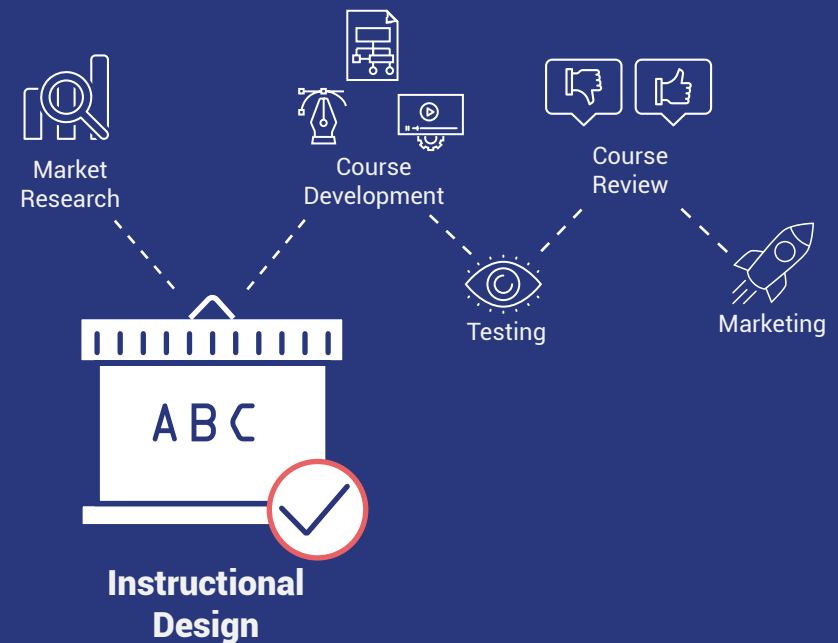 Market
Research
Course
Development
Course
Review
Testing
Marketing
ABC
Instructional
Design